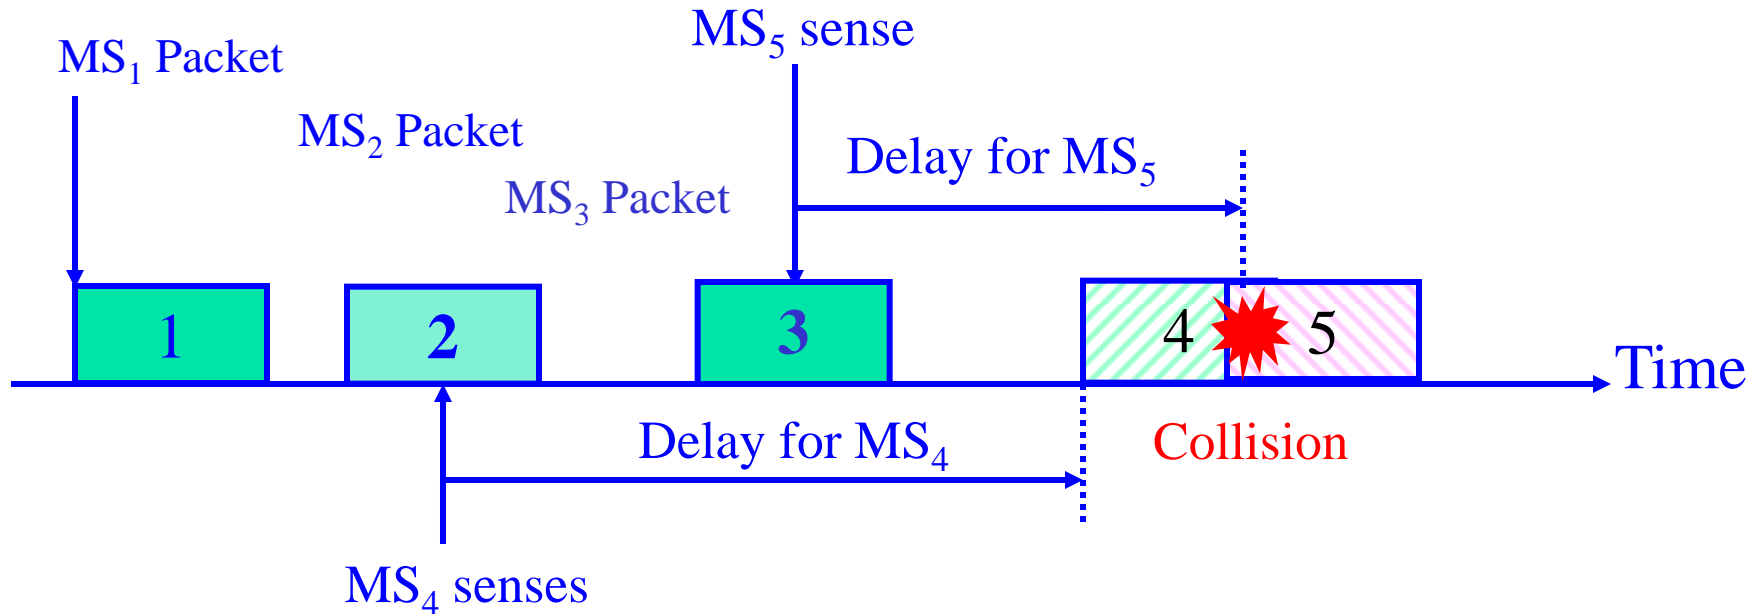 MS₅ sense
MS₁ Packet
MS₂ Packet
Delay for MS₅
MS₃ Packet
1
2
3
4
5
Time
Delay for MS₄
Collision
MS₄ senses